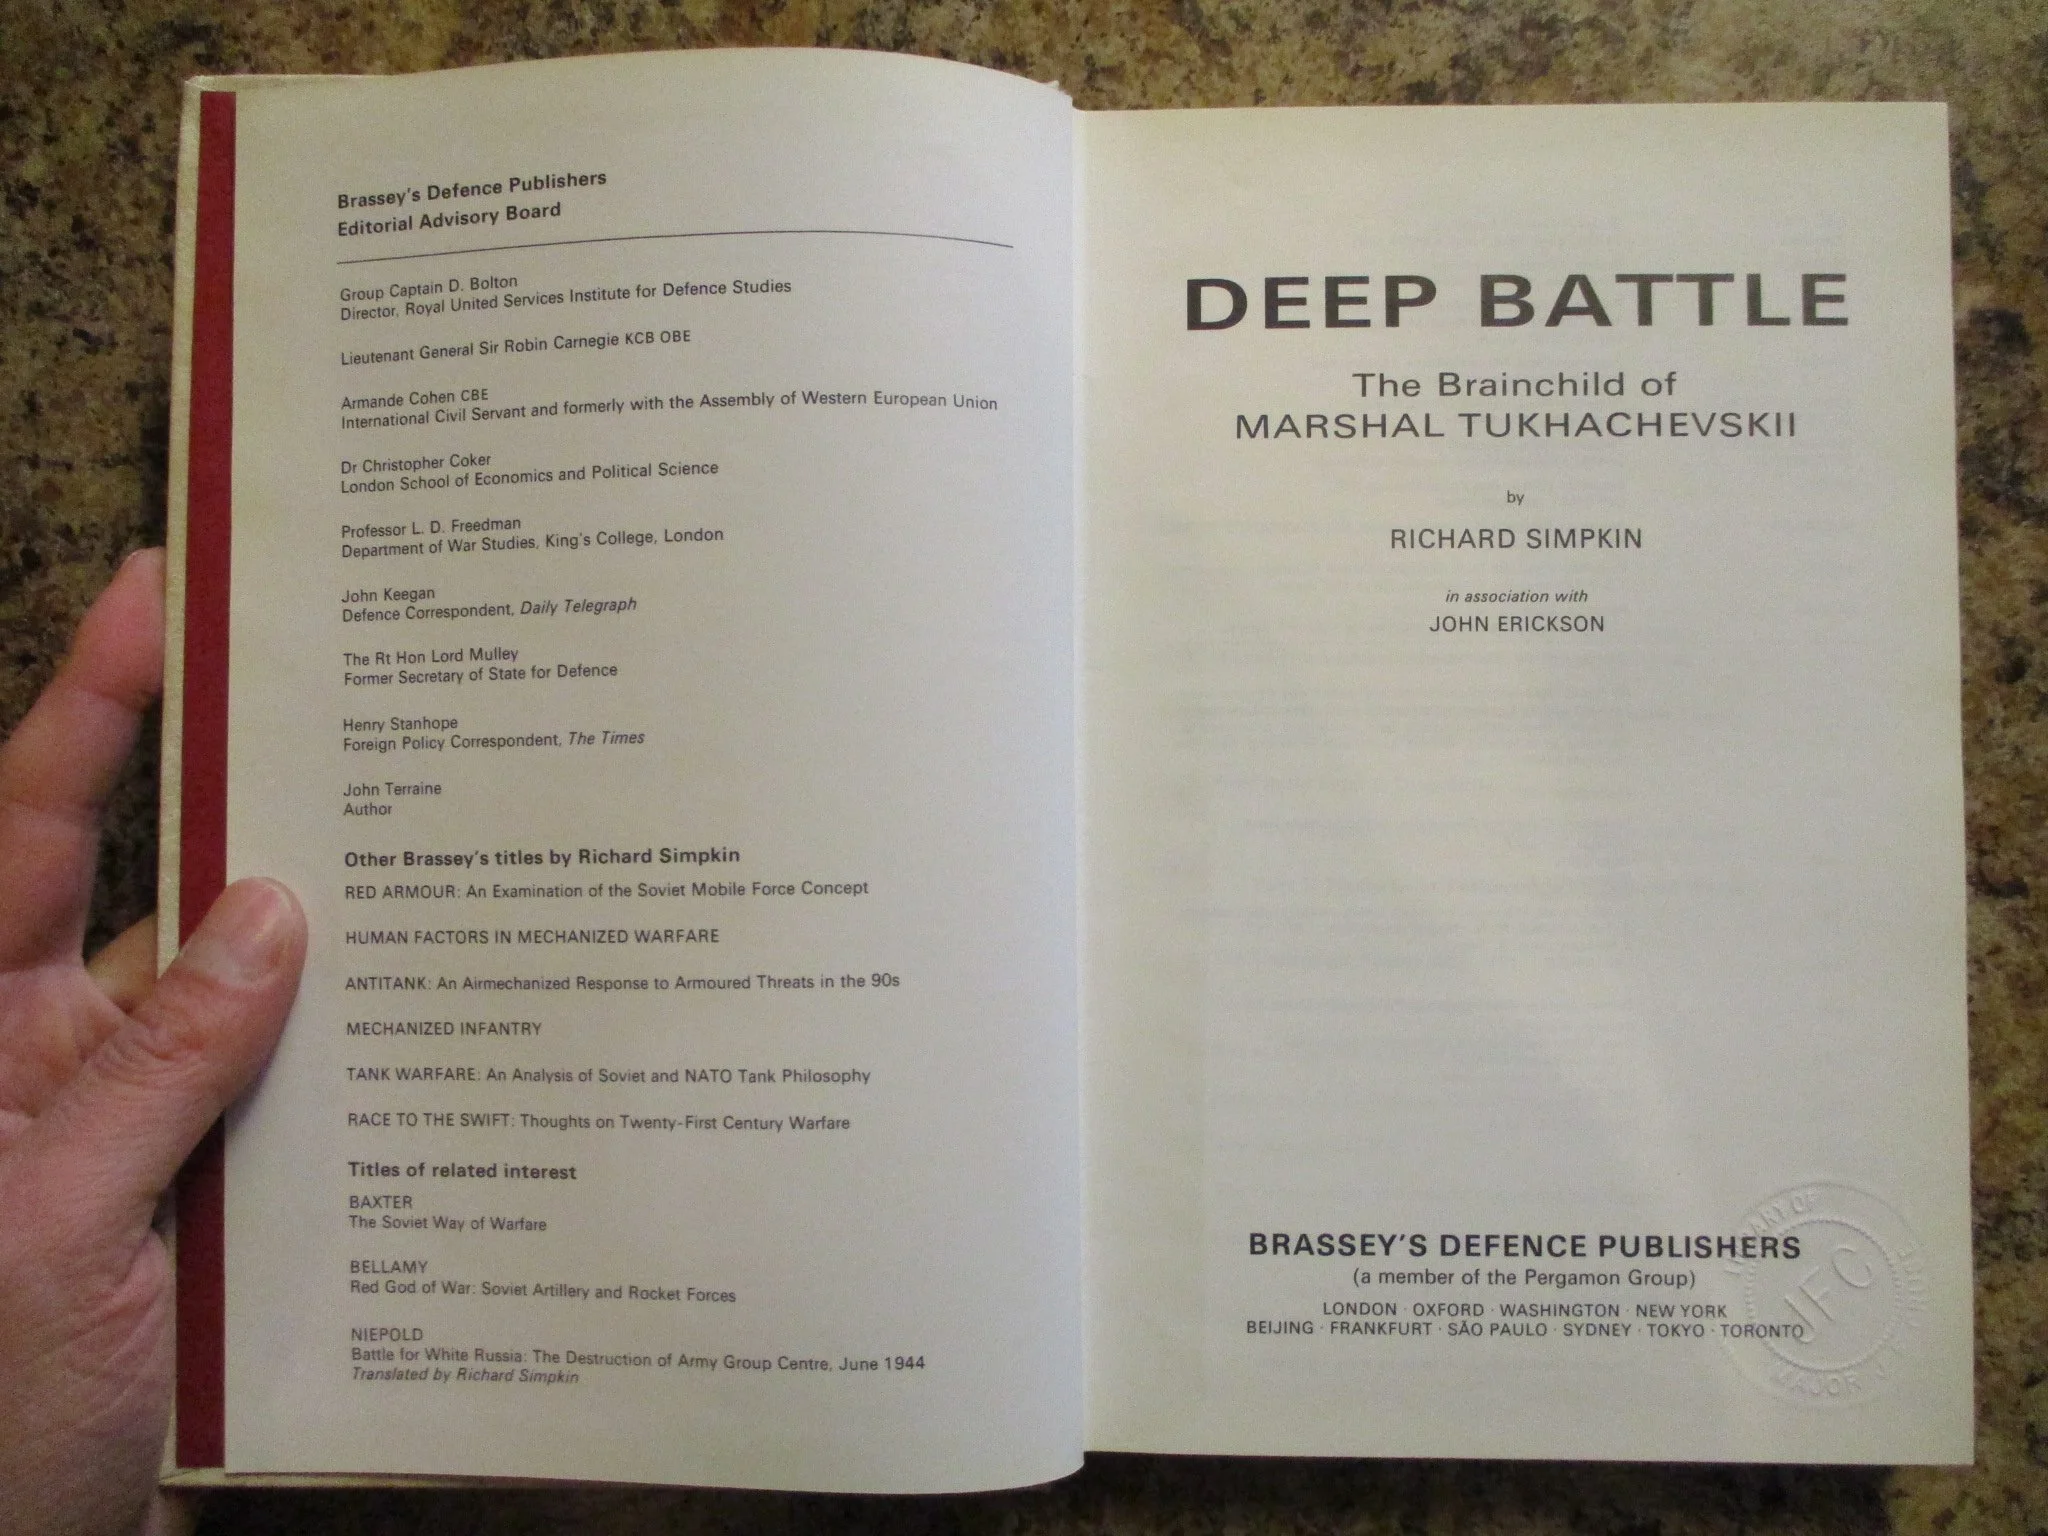 Brassey's Defence Publishers
Editorial Advisory Board
Group Captain D. Bolton
Director, Royal United Services Institute for Defence Studies
Lieutenant General Sir Robin Carnegie KCB OBE
Armande Cohen CBE
International Civil Servant and formerly with the Assembly of Western European Union
Dr Christopher Coker
London School of Economics and Political Science
Professor L. D. Freedman
Department of War Studies, King's College, London
John Keegan
Defence Correspondent, Daily Telegraph
The Rt Hon Lord Mulley
Former Secretary of State for Defence
Henry Stanhope
Foreign Policy Correspondent, The Times
John Terraine
Author
Other Brassey's titles by Richard Simpkin
RED ARMOUR: An Examination of the Soviet Mobile Force Concept
HUMAN FACTORS IN MECHANIZED WARFARE
ANTITANK: An Airmechanized Response to Armoured Threats in the 90s
MECHANIZED INFANTRY
TANK WARFARE: An Analysis of Soviet and NATO Tank Philosophy
RACE TO THE SWIFT: Thoughts on Twenty-First Century Warfare
Titles of related interest
BAXTER
The Soviet Way of Warfare
BELLAMY
Red God of War: Soviet Artillery and Rocket Forces
NIEPOLD
Battle for White Russia: The Destruction of Army Group Centre, June 1944
Translated by Richard Simpkin
DEEP BATTLE
The Brainchild of
MARSHAL TUKHACHEVSKII
by
RICHARD SIMPKIN
in association with
JOHN ERICKSON
BRASSEY'S DEFENCE PUBLISHERS
(a member of the Pergamon Group)
LONDON · OXFORD · WASHINGTON · NEW YORK
BEIJING · FRANKFURT · SÃO PAULO · SYDNEY · TOKYO · TORONTO
LIBRARY OF
JFC
MAJOR J